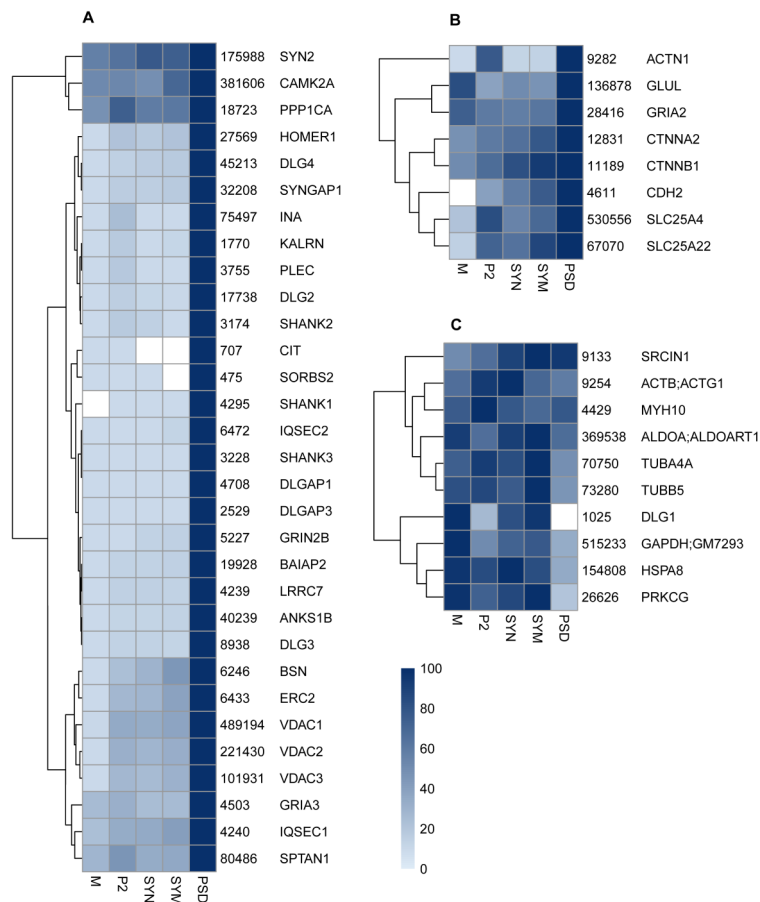 A
175988 SYN2
381606 CAMK2A
18723 PPP1CA
27569 HOMER1
45213 DLG4
32208 SYNGAP1
75497 INA
1770 KALRN
3755 PLEC
17738 DLG2
3174 SHANK2
707 CIT
475 SORBS2
4295 SHANK1
6472 IQSEC2
3228 SHANK3
4708 DLGAP1
2529 DLGAP3
5227 GRIN2B
19928 BAIAP2
4239 LRRC7
40239 ANKS1B
8938 DLG3
6246 BSN
6433 ERC2
489194 VDAC1
221430 VDAC2
101931 VDAC3
4503 GRIA3
4240 IQSEC1
80486 SPTAN1
M P2 SYN SYM PSD
B
9282 ACTN1
136878 GLUL
28416 GRIA2
12831 CTNNA2
11189 CTNNB1
4611 CDH2
530556 SLC25A4
67070 SLC25A22
M P2 SYN SYM PSD
C
9133 SRCIN1
9254 ACTB;ACTG1
4429 MYH10
369538 ALDOA;ALDOART1
70750 TUBA4A
73280 TUBB5
1025 DLG1
515233 GAPDH;GM7293
154808 HSPA8
26626 PRKCG
M P2 SYN SYM PSD
100
80
60
40
20
0